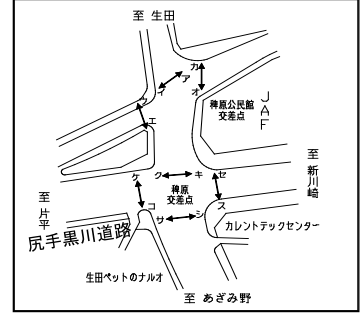 至 生田
カ
ア
イ
オ
ウ
エ
稗原公民館
交差点
JAF
至 新川崎
ケ
ク
キ
セ
稗原
交差点
コ
サ
シ
ス
至 片平
尻手黒川道路
カレントテックセンター
生田ペットのナルオ
至 あざみ野